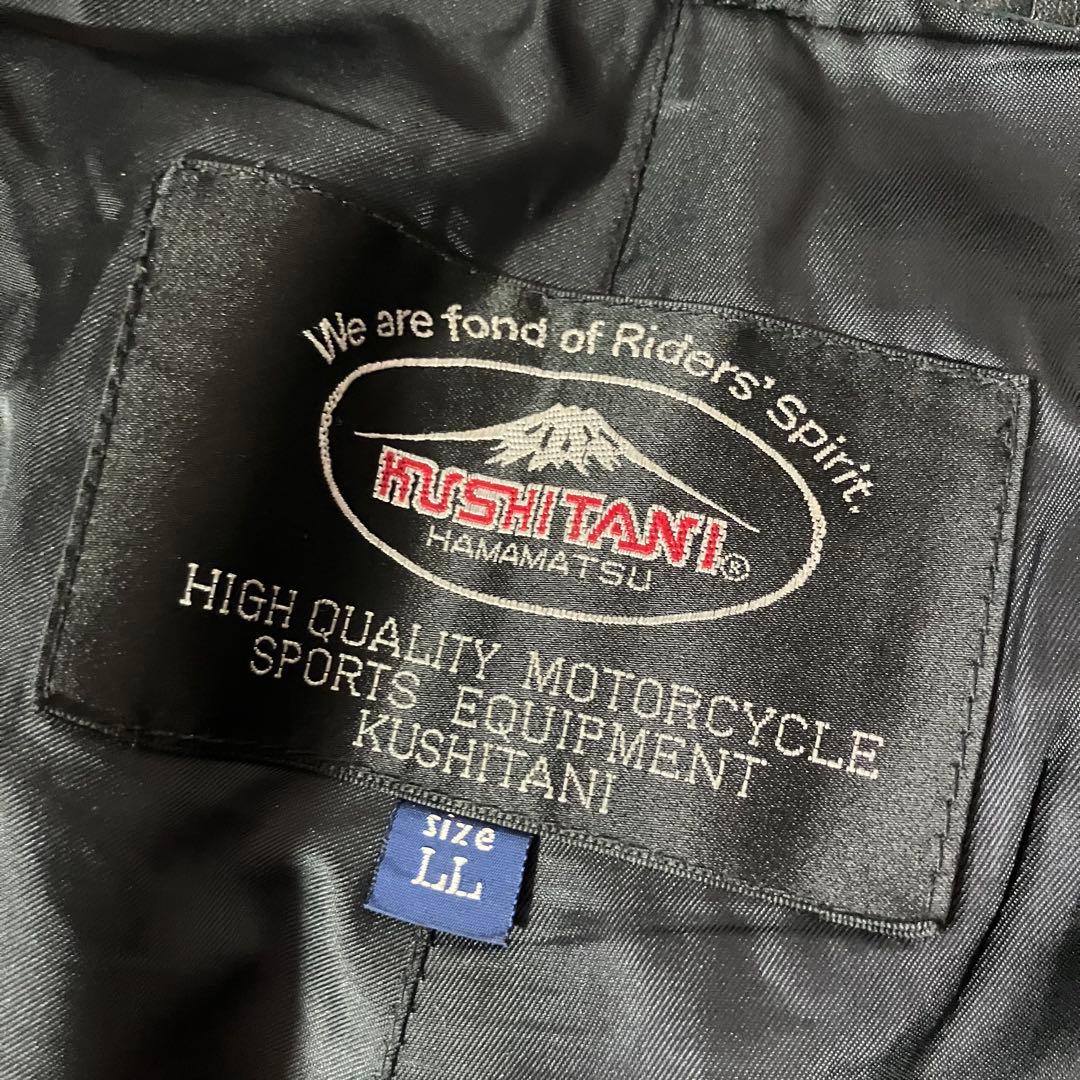 We are fond of Riders' Spirit.
KUSHITANI®
HAMAMATSU
HIGH QUALITY MOTORCYCLE
SPORTS EQUIPMENT
KUSHITANI
size
LL